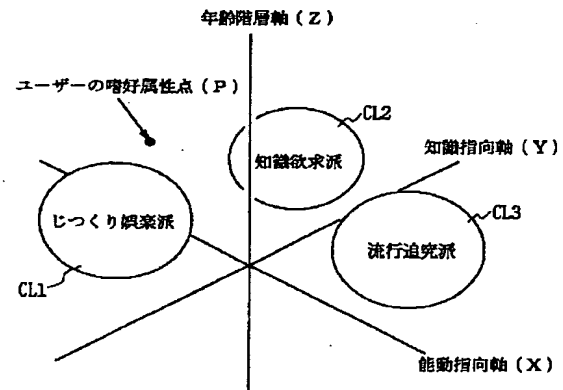 年齢階層軸(Z)
ユーザーの嗜好属性点(P)
CL2
知識欲求派
知識指向軸(Y)
じつくり娯楽派
CL3
流行追究派
CL1
能動指向軸(X)